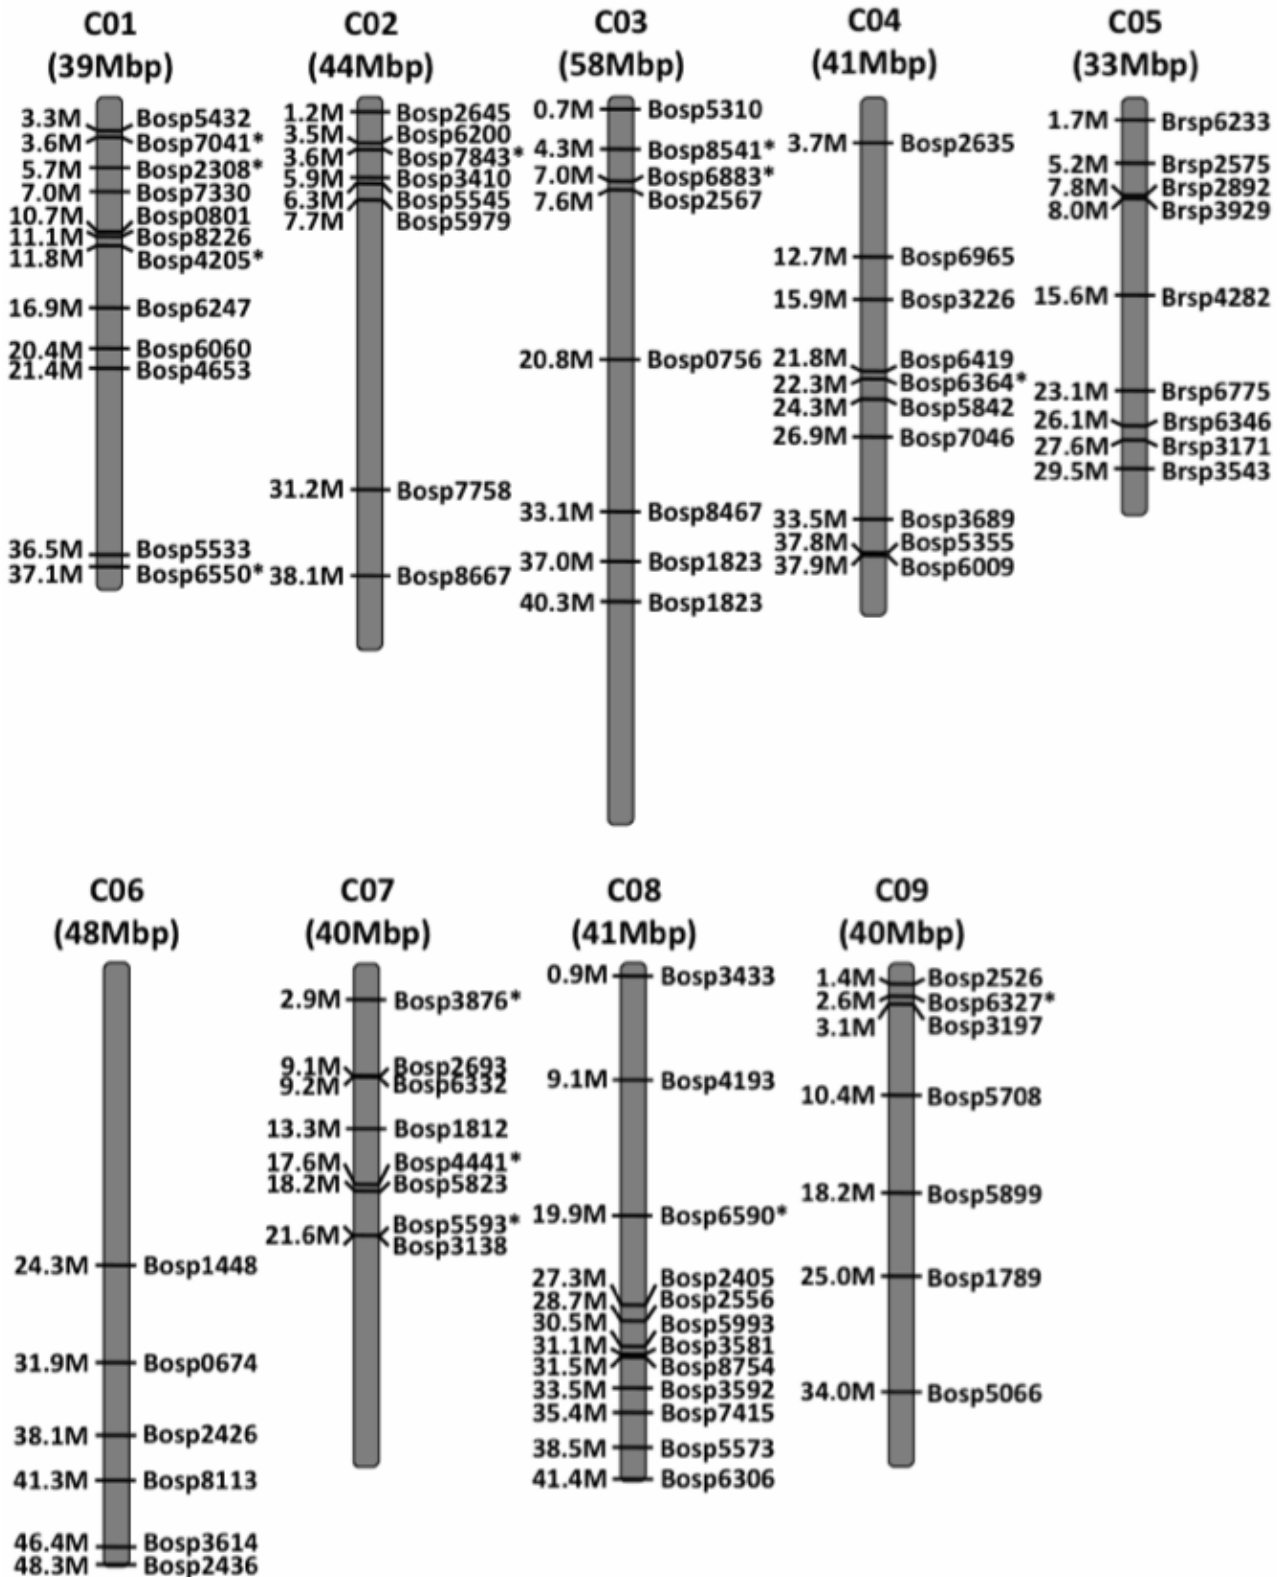 C01
(39Mbp)
3.3M Bosp5432
3.6M Bosp7041*
5.7M Bosp2308*
7.0M Bosp7330
10.7M Bosp0801
11.1M Bosp8226
11.8M Bosp4205*
16.9M Bosp6247
20.4M Bosp6060
21.4M Bosp4653
36.5M Bosp5533
37.1M Bosp6550*
C02
(44Mbp)
1.2M Bosp2645
3.5M Bosp6200
3.6M Bosp7843*
5.9M Bosp3410
6.3M Bosp5545
7.7M Bosp5979
31.2M Bosp7758
38.1M Bosp8667
C03
(58Mbp)
0.7M Bosp5310
4.3M Bosp8541*
7.0M Bosp6883*
7.6M Bosp2567
20.8M Bosp0756
33.1M Bosp8467
37.0M Bosp1823
40.3M Bosp1823
C04
(41Mbp)
3.7M Bosp2635
12.7M Bosp6965
15.9M Bosp3226
21.8M Bosp6419
22.3M Bosp6364*
24.3M Bosp5842
26.9M Bosp7046
33.5M Bosp3689
37.8M Bosp5355
37.9M Bosp6009
C05
(33Mbp)
1.7M Brsp6233
5.2M Brsp2575
7.8M Brsp2892
8.0M Brsp3929
15.6M Brsp4282
23.1M Brsp6775
26.1M Brsp6346
27.6M Brsp3171
29.5M Brsp3543
C06
(48Mbp)
24.3M Bosp1448
31.9M Bosp0674
38.1M Bosp2426
41.3M Bosp8113
46.4M Bosp3614
48.3M Bosp2436
C07
(40Mbp)
2.9M Bosp3876*
9.1M Bosp2693
9.2M Bosp6332
13.3M Bosp1812
17.6M Bosp4441*
18.2M Bosp5823
21.6M Bosp5593*
Bosp3138
C08
(41Mbp)
0.9M Bosp3433
9.1M Bosp4193
19.9M Bosp6590*
27.3M Bosp2405
28.7M Bosp2556
30.5M Bosp5993
31.1M Bosp3581
31.5M Bosp8754
33.5M Bosp3592
35.4M Bosp7415
38.5M Bosp5573
41.4M Bosp6306
C09
(40Mbp)
1.4M Bosp2526
2.6M Bosp6327*
3.1M Bosp3197
10.4M Bosp5708
18.2M Bosp5899
25.0M Bosp1789
34.0M Bosp5066